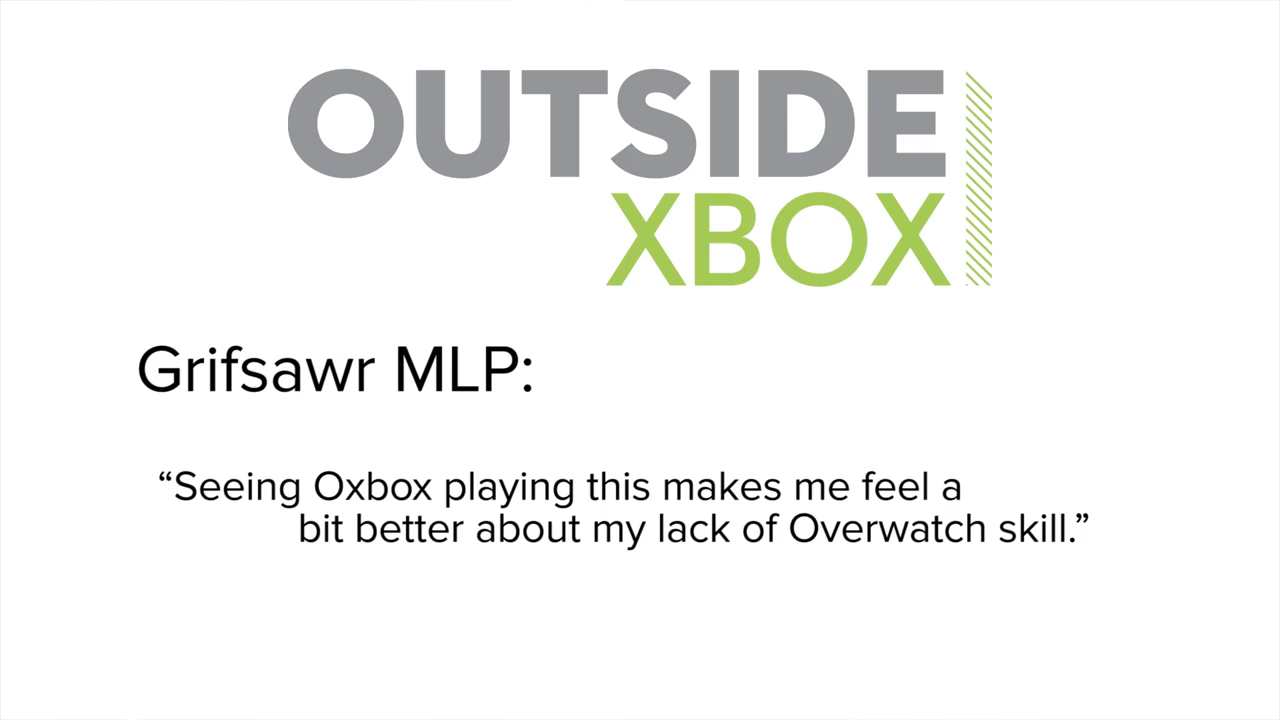 OUTSIDE
XBOX
Grifsawr MLP:
“Seeing Oxbox playing this makes me feel a
bit better about my lack of Overwatch skill.”